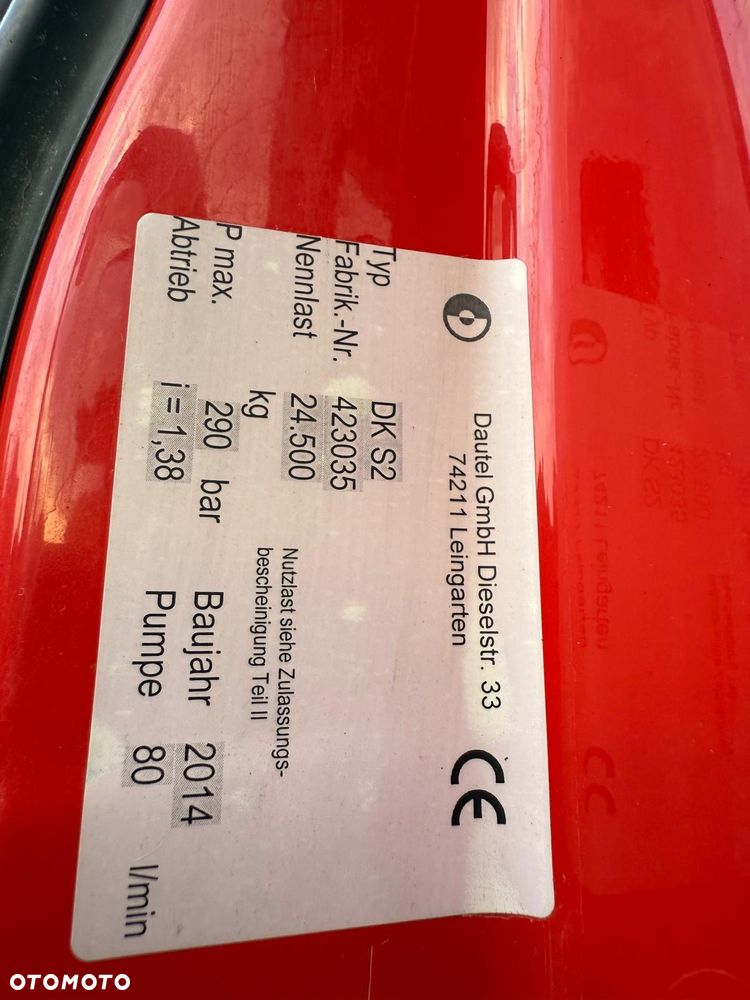 Dautel GmbH Dieselstr. 33
74211 Leingarten
CE
Typ DK S2
Fabrik.-Nr. 423035
Nennlast 24.500
kg
Nutzlast siehe Zulassungs-
bescheinigung Teil II
P max. 290 bar Baujahr 2014
Abtrieb i = 1,38 Pumpe 80 l/min
OTOMOTO